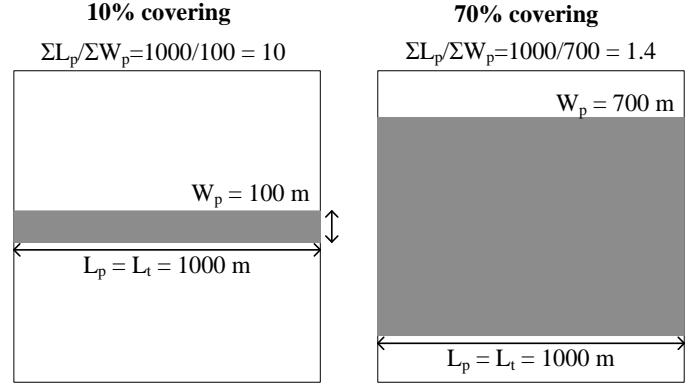 10% covering
ΣLₚ/ΣWₚ=1000/100 = 10
Wₚ = 100 m
Lₚ = Lₜ = 1000 m
70% covering
ΣLₚ/ΣWₚ=1000/700 = 1.4
Wₚ = 700 m
Lₚ = Lₜ = 1000 m